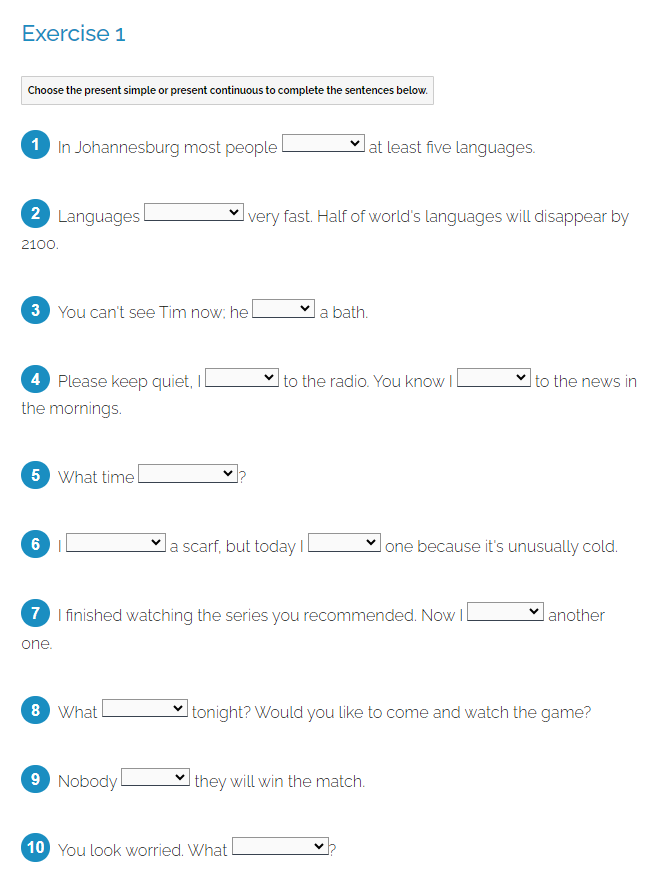 Exercise 1
Choose the present simple or present continuous to complete the sentences below.
1 In Johannesburg most people at least five languages.
2 Languages very fast. Half of world's languages will disappear by
2100.
3 You can't see Tim now; he a bath.
4 Please keep quiet, I to the radio. You know I to the news in
the mornings.
5 What time ?
6 I a scarf, but today I one because it's unusually cold.
7 I finished watching the series you recommended. Now I another
one.
8 What tonight? Would you like to come and watch the game?
9 Nobody they will win the match.
10 You look worried. What ?